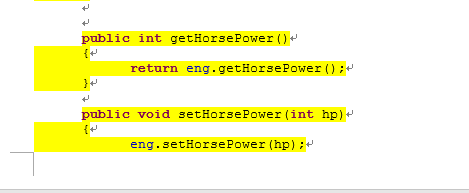 public int getHorsePower()
{
return eng.getHorsePower();
}
public void setHorsePower(int hp)
{
eng.setHorsePower(hp);